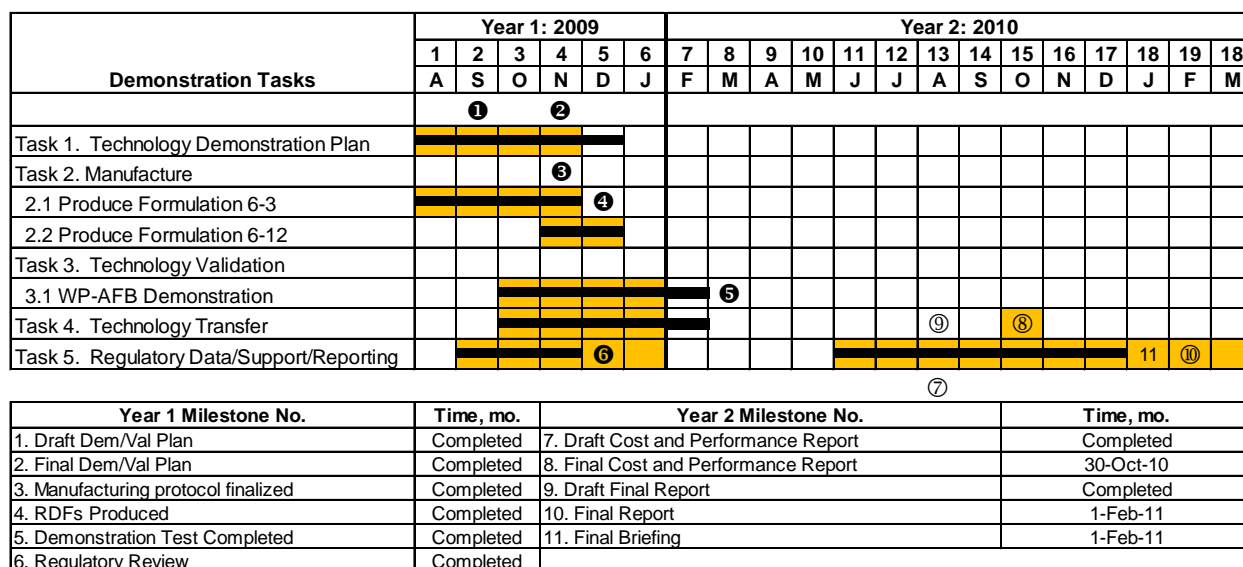 Year 1: 2009 Year 2: 2010
1 2 3 4 5 6 7 8 9 10 11 12 13 14 15 16 17 18 19 18
Demonstration Tasks A S O N D J F M A M J J A S O N D J F M
❶ ❷
Task 1. Technology Demonstration Plan
Task 2. Manufacture ❸
2.1 Produce Formulation 6-3 ❹
2.2 Produce Formulation 6-12
Task 3. Technology Validation
3.1 WP-AFB Demonstration ❺
Task 4. Technology Transfer ⑨ ⑧
Task 5. Regulatory Data/Support/Reporting ❻ 11 ⑩
⑦
Year 1 Milestone No. Time, mo. Year 2 Milestone No. Time, mo.
1. Draft Dem/Val Plan Completed 7. Draft Cost and Performance Report Completed
2. Final Dem/Val Plan Completed 8. Final Cost and Performance Report 30-Oct-10
3. Manufacturing protocol finalized Completed 9. Draft Final Report Completed
4. RDFs Produced Completed 10. Final Report 1-Feb-11
5. Demonstration Test Completed Completed 11. Final Briefing 1-Feb-11
6. Regulatory Review Completed